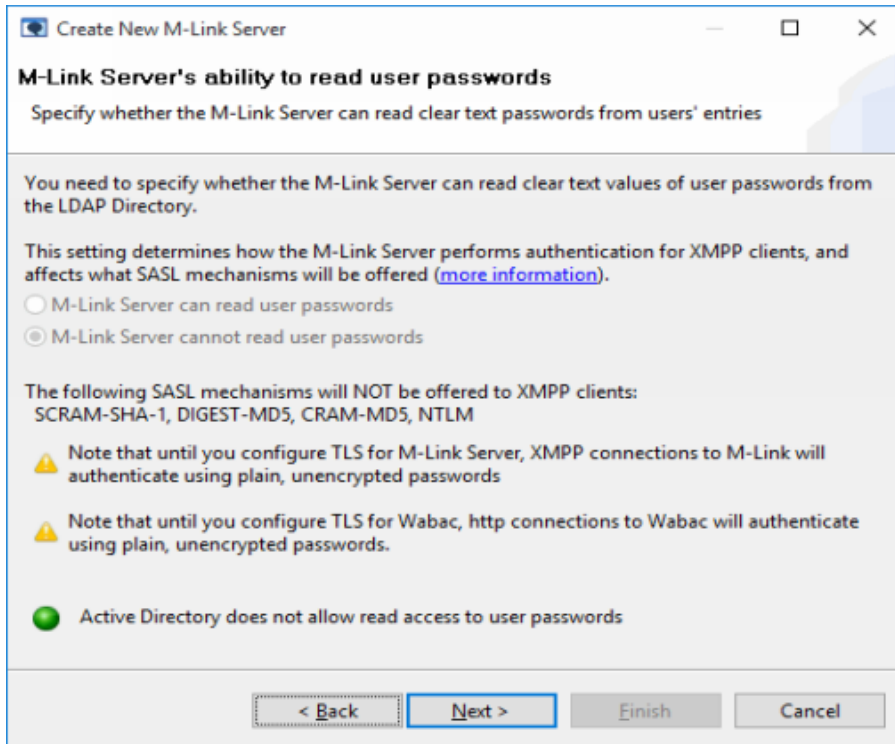 Create New M-Link Server
M-Link Server's ability to read user passwords
Specify whether the M-Link Server can read clear text passwords from users' entries
You need to specify whether the M-Link Server can read clear text values of user passwords from
the LDAP Directory.
This setting determines how the M-Link Server performs authentication for XMPP clients, and
affects what SASL mechanisms will be offered (more information).
M-Link Server can read user passwords
M-Link Server cannot read user passwords
The following SASL mechanisms will NOT be offered to XMPP clients:
SCRAM-SHA-1, DIGEST-MD5, CRAM-MD5, NTLM
Note that until you configure TLS for M-Link Server, XMPP connections to M-Link will
authenticate using plain, unencrypted passwords
Note that until you configure TLS for Wabac, http connections to Wabac will authenticate
using plain, unencrypted passwords.
Active Directory does not allow read access to user passwords
< Back Next > Finish Cancel